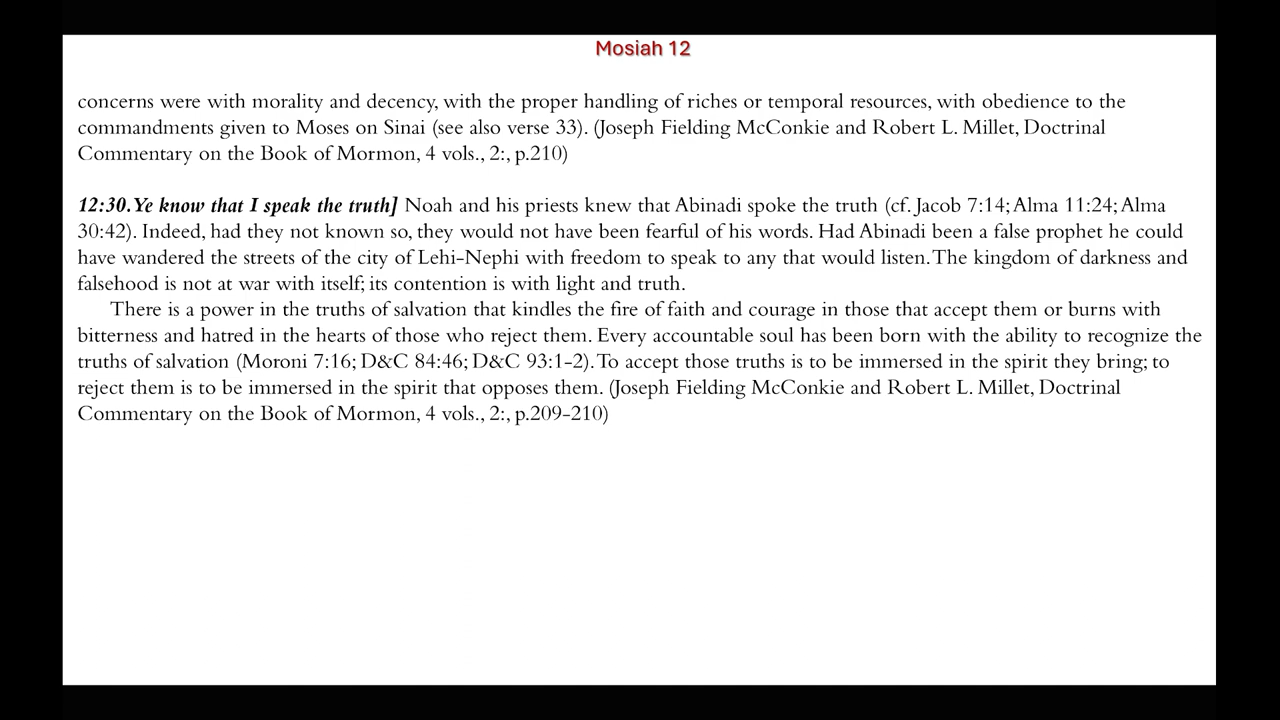 Mosiah 12
concerns were with morality and decency, with the proper handling of riches or temporal resources, with obedience to the
commandments given to Moses on Sinai (see also verse 33). (Joseph Fielding McConkie and Robert L. Millet, Doctrinal
Commentary on the Book of Mormon, 4 vols., 2:, p.210)
12:30. Ye know that I speak the truth] Noah and his priests knew that Abinadi spoke the truth (cf. Jacob 7:14; Alma 11:24; Alma
30:42). Indeed, had they not known so, they would not have been fearful of his words. Had Abinadi been a false prophet he could
have wandered the streets of the city of Lehi-Nephi with freedom to speak to any that would listen. The kingdom of darkness and
falsehood is not at war with itself; its contention is with light and truth.
There is a power in the truths of salvation that kindles the fire of faith and courage in those that accept them or burns with
bitterness and hatred in the hearts of those who reject them. Every accountable soul has been born with the ability to recognize the
truths of salvation (Moroni 7:16; D&C 84:46; D&C 93:1-2). To accept those truths is to be immersed in the spirit they bring; to
reject them is to be immersed in the spirit that opposes them. (Joseph Fielding McConkie and Robert L. Millet, Doctrinal
Commentary on the Book of Mormon, 4 vols., 2:, p.209-210)